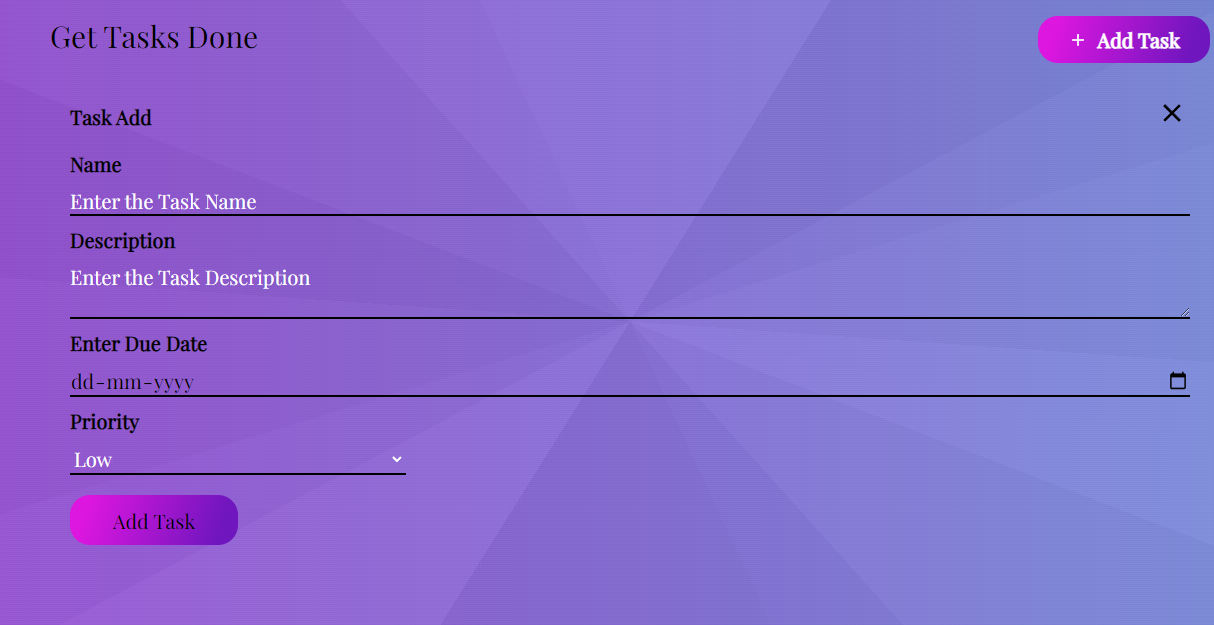 Get Tasks Done
+ Add Task
Task Add
Name
Enter the Task Name
Description
Enter the Task Description
Enter Due Date
dd-mm-yyyy
Priority
Low
Add Task